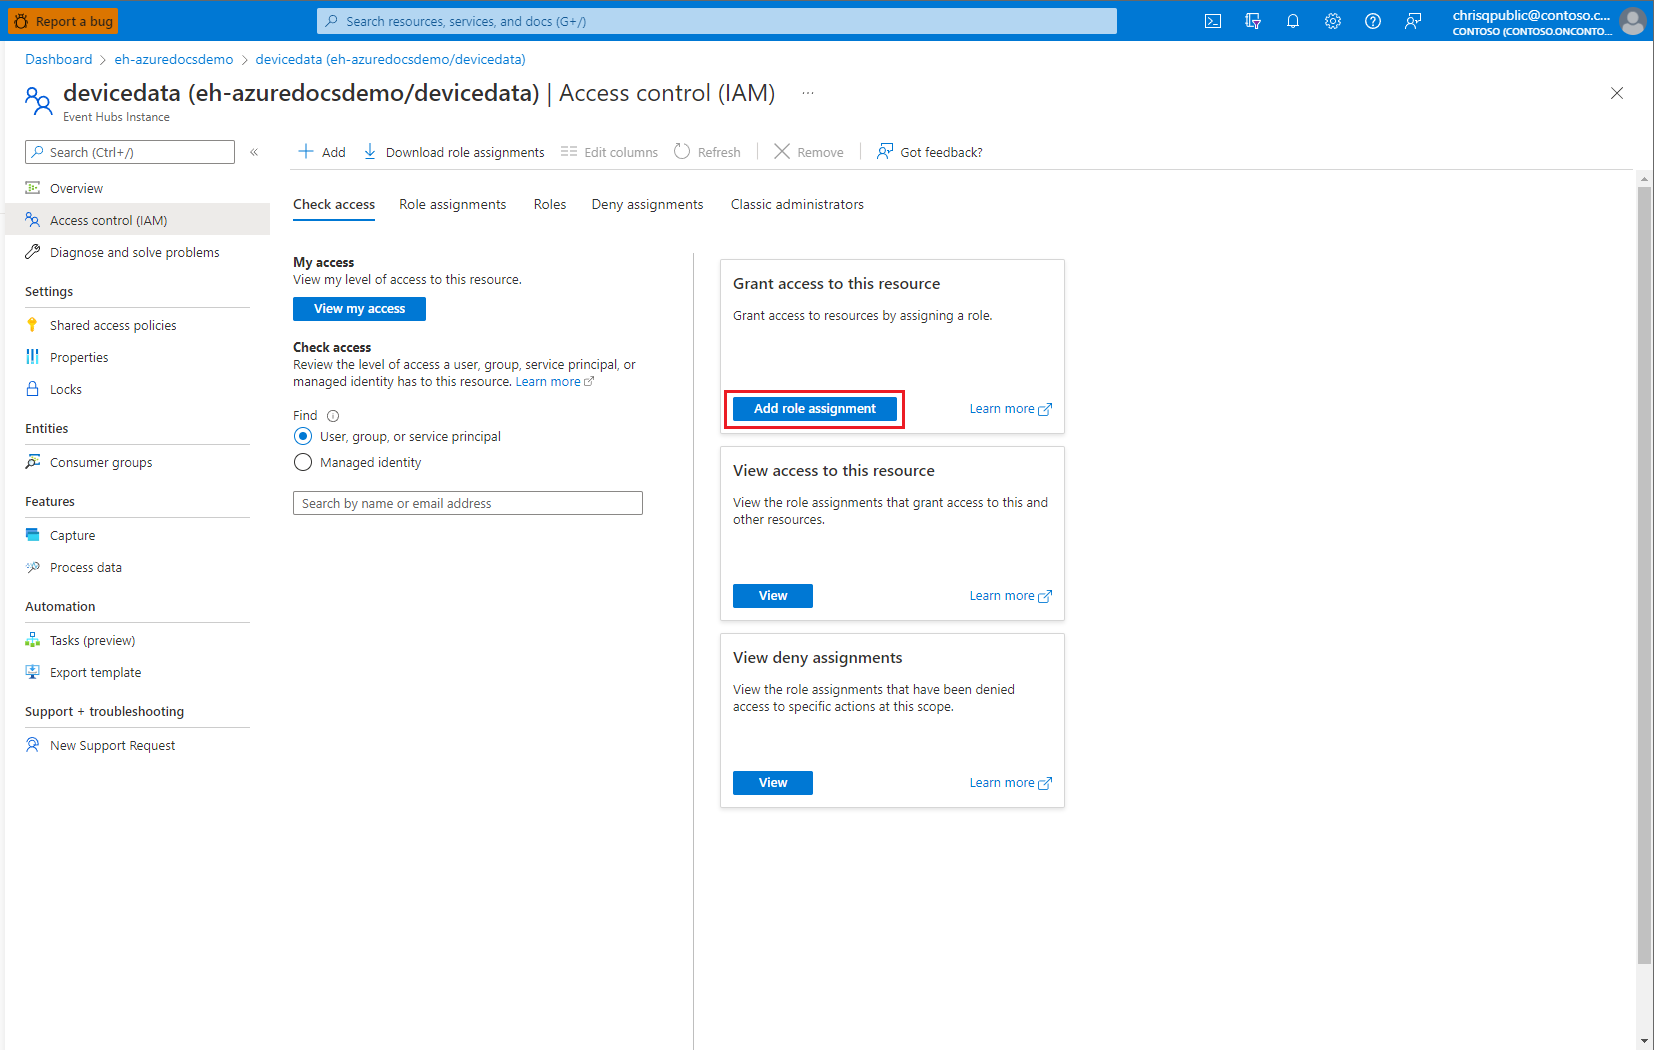 Report a bug
Search resources, services, and docs (G+/)
chrisqpublic@contoso.c...
CONTOSO (CONTOSO.ONCONTO...
Dashboard > eh-azuredocsdemo > devicedata (eh-azuredocsdemo/devicedata)
devicedata (eh-azuredocsdemo/devicedata) | Access control (IAM) ...
Event Hubs Instance
Search (Ctrl+/)
«
Overview
Access control (IAM)
Diagnose and solve problems
Settings
Shared access policies
Properties
Locks
Entities
Consumer groups
Features
Capture
Process data
Automation
Tasks (preview)
Export template
Support + troubleshooting
New Support Request
Add Download role assignments Edit columns Refresh Remove Got feedback?
Check access Role assignments Roles Deny assignments Classic administrators
My access
View my level of access to this resource.
View my access
Check access
Review the level of access a user, group, service principal, or
managed identity has to this resource. Learn more
Find
User, group, or service principal
Managed identity
Search by name or email address
Grant access to this resource
Grant access to resources by assigning a role.
Add role assignment Learn more
View access to this resource
View the role assignments that grant access to this and
other resources.
View Learn more
View deny assignments
View the role assignments that have been denied
access to specific actions at this scope.
View Learn more